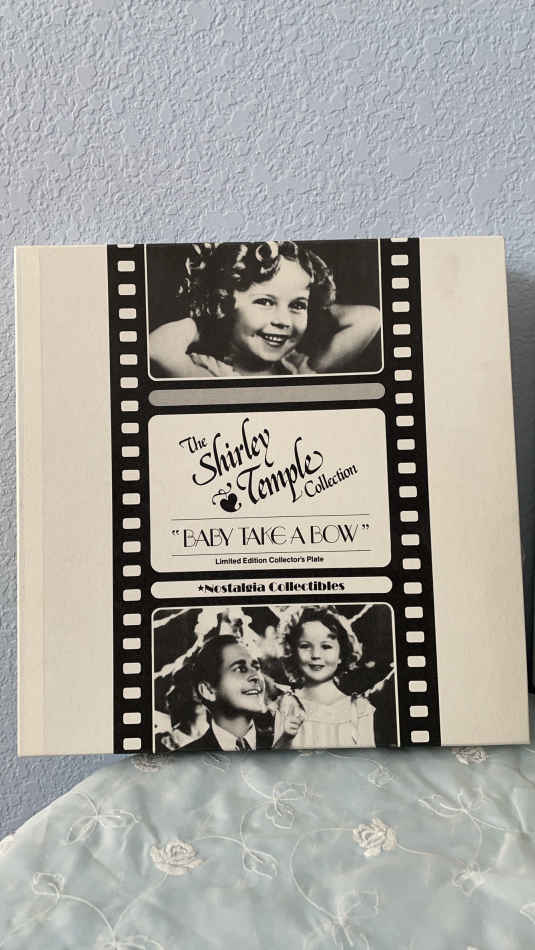 The
Shirley
Temple
Collection
“BABY TAKE A BOW”
Limited Edition Collector's Plate
★Nostalgia Collectibles